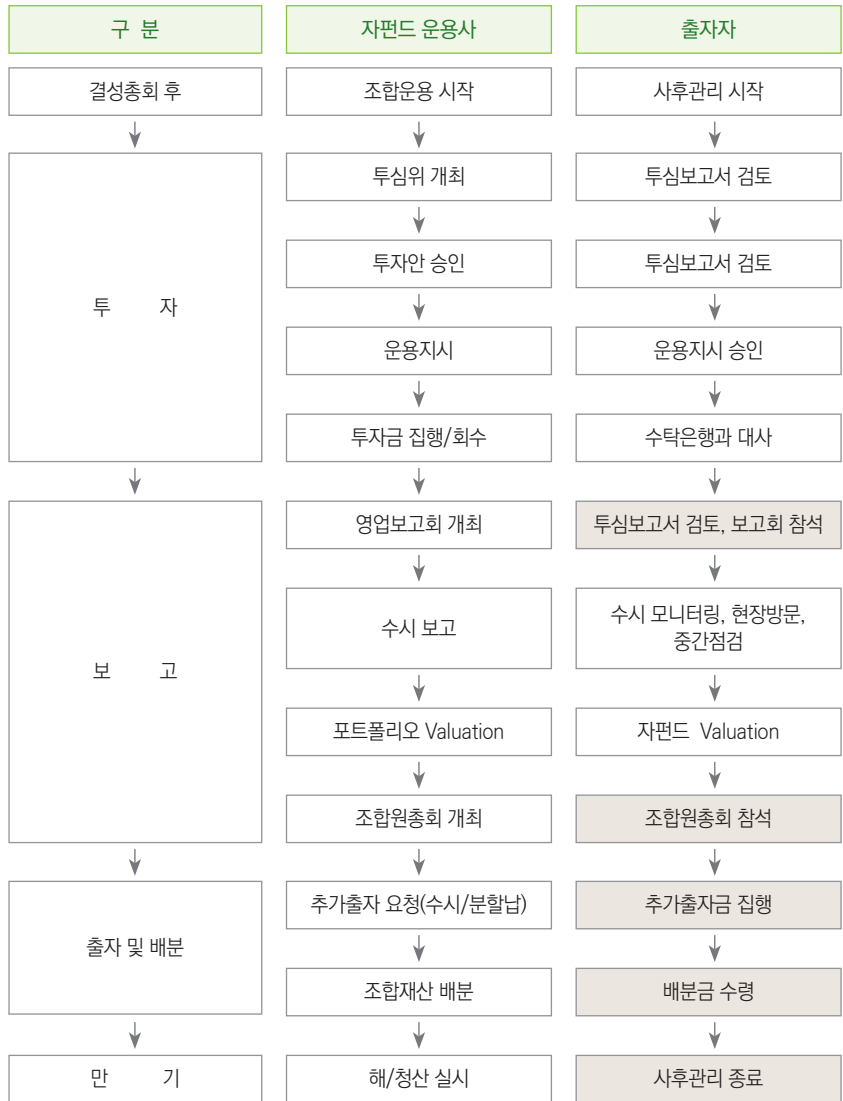 구 분
자펀드 운용사
출자자
결성총회 후
조합운용 시작
사후관리 시작
투 자
투심위 개최
투심보고서 검토
투자안 승인
투심보고서 검토
운용지시
운용지시 승인
투자금 집행/회수
수탁은행과 대사
보 고
영업보고회 개최
투심보고서 검토, 보고회 참석
수시 보고
수시 모니터링, 현장방문,
중간점검
포트폴리오 Valuation
자펀드 Valuation
조합원총회 개최
조합원총회 참석
출자 및 배분
추가출자 요청(수시/분할납)
추가출자금 집행
조합재산 배분
배분금 수령
만 기
해/청산 실시
사후관리 종료